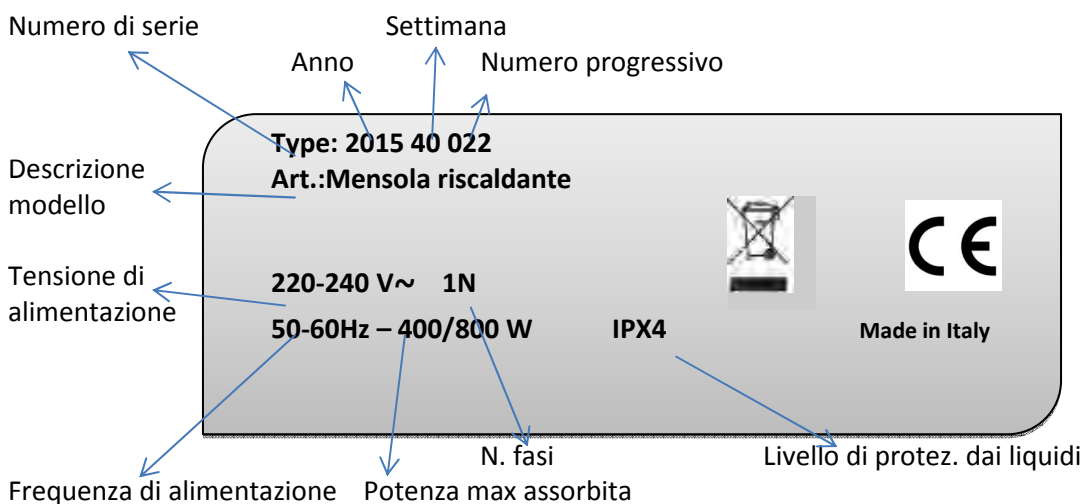 Numero di serie
Settimana
Anno
Numero progressivo
Type: 2015 40 022
Art.:Mensola riscaldante
Descrizione
modello
Tensione di
alimentazione
220-240 V~ 1N
50-60Hz – 400/800 W IPX4 Made in Italy
CE
N. fasi
Livello di protez. dai liquidi
Frequenza di alimentazione
Potenza max assorbita